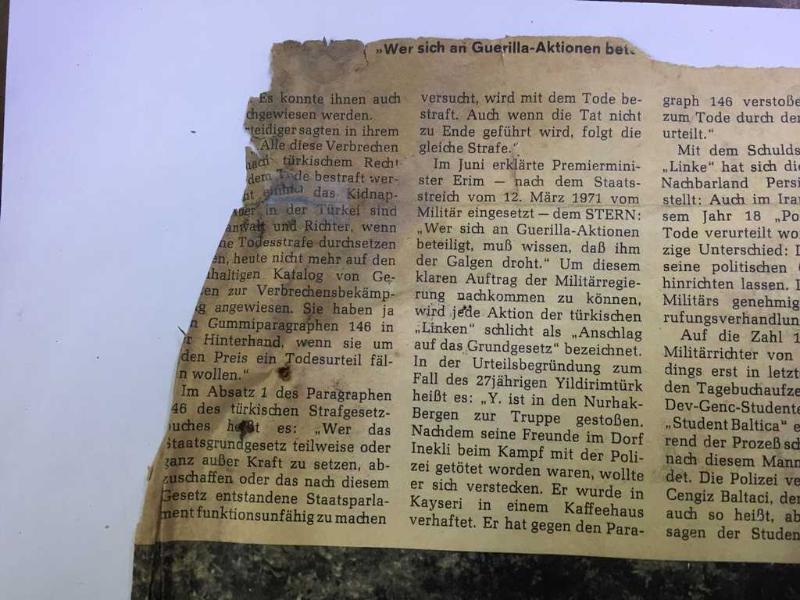 „Wer sich an Guerilla-Aktionen bet
Es konnte ihnen auch
chgewiesen werden.
teidiger sagten in ihrem
Alle diese Verbrechen
nach türkischem Recht
dem Tode bestraft wer-
einmal das Kidnap-
in der Türkei sind
anwalt und Richter, wenn
ne Todesstrafe durchsetzen
en, heute nicht mehr auf den
haltigen Katalog von Ge-
en zur Verbrechensbekämp-
g angewiesen. Sie haben ja
n Gummiparagraphen 146 in
r Hinterhand, wenn sie um
den Preis ein Todesurteil fäl-
n wollen.“
Im Absatz 1 des Paragraphen
46 des türkischen Strafgesetz-
buches heißt es: „Wer das
Staatsgrundgesetz teilweise oder
ganz außer Kraft zu setzen, ab-
zuschaffen oder das nach diesem
Gesetz entstandene Staatsparla-
ment funktionsunfähig zu machen
versucht, wird mit dem Tode be-
straft. Auch wenn die Tat nicht
zu Ende geführt wird, folgt die
gleiche Strafe.“
Im Juni erklärte Premiermini-
ster Erim – nach dem Staats-
streich vom 12. März 1971 vom
Militär eingesetzt – dem STERN:
„Wer sich an Guerilla-Aktionen
beteiligt, muß wissen, daß ihm
der Galgen droht.“ Um diesem
klaren Auftrag der Militärregie-
rung nachkommen zu können,
wird jede Aktion der türkischen
„Linken“ schlicht als „Anschlag
auf das Grundgesetz“ bezeichnet.
In der Urteilsbegründung zum
Fall des 27jährigen Yildirimtürk
heißt es: „Y. ist in den Nurhak-
Bergen zur Truppe gestoßen.
Nachdem seine Freunde im Dorf
Inekli beim Kampf mit der Poli-
zei getötet worden waren, wollte
er sich verstecken. Er wurde in
Kayseri in einem Kaffeehaus
verhaftet. Er hat gegen den Para-
graph 146 verstoße
zum Tode durch de
urteilt.“
Mit dem Schulds
„Linke“ hat sich die
Nachbarland Persi
stellt: Auch im Iran
sem Jahr 18 „Po
Tode verurteilt wo
zige Unterschied: D
seine politischen
hinrichten lassen. D
Militärs genehmig
rufungsverhandlun
Auf die Zahl 1
Militärrichter von
dings erst in letzt
den Tagebuchaufze
Dev-Genc-Studente
„Student Baltica“ e
rend der Prozeß sch
nach diesem Mann
det. Die Polizei ve
Cengiz Baltaci, der
auch so heißt, ab
sagen der Studen